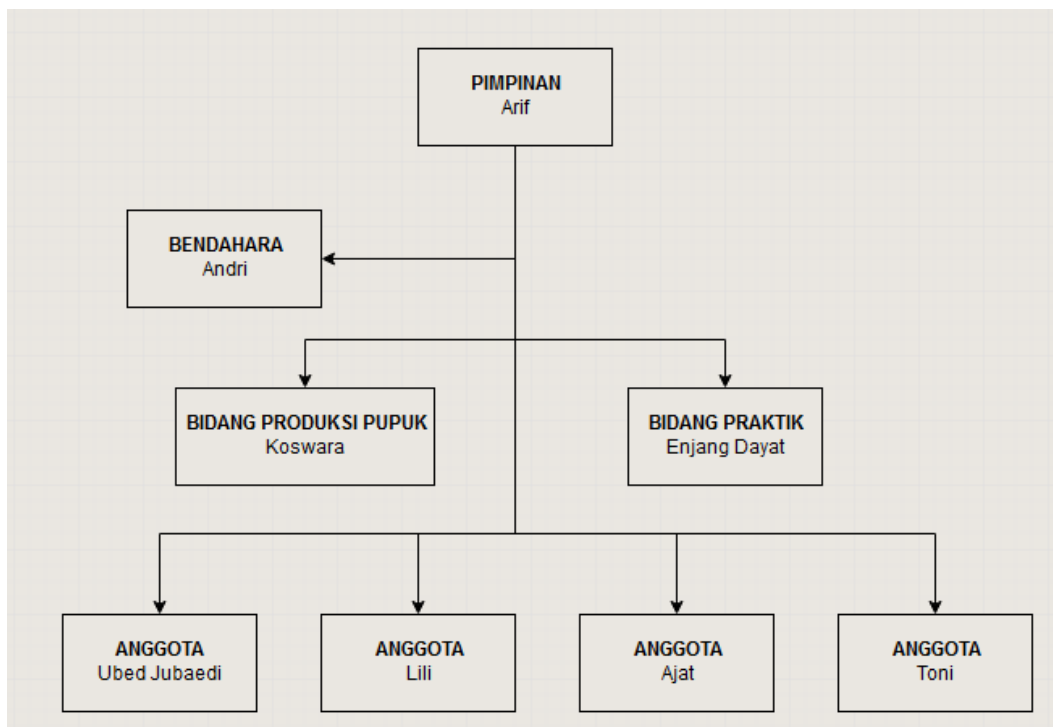 PIMPINAN
Arif
BENDAHARA
Andri
BIDANG PRODUKSI PUPUK
Koswara
BIDANG PRAKTIK
Enjang Dayat
ANGGOTA
Ubed Jubaedi
ANGGOTA
Lili
ANGGOTA
Ajat
ANGGOTA
Toni